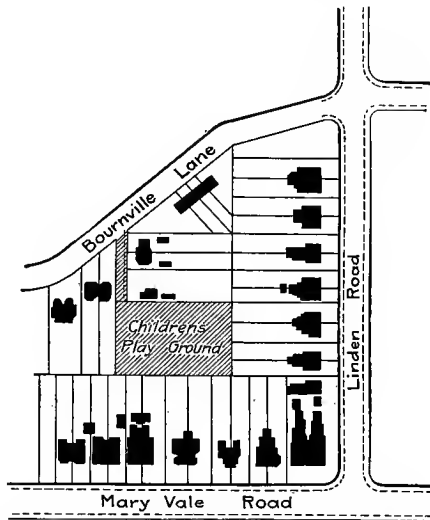 Bournville Lane
Childrens
Play Ground
Linden Road
Mary Vale Road